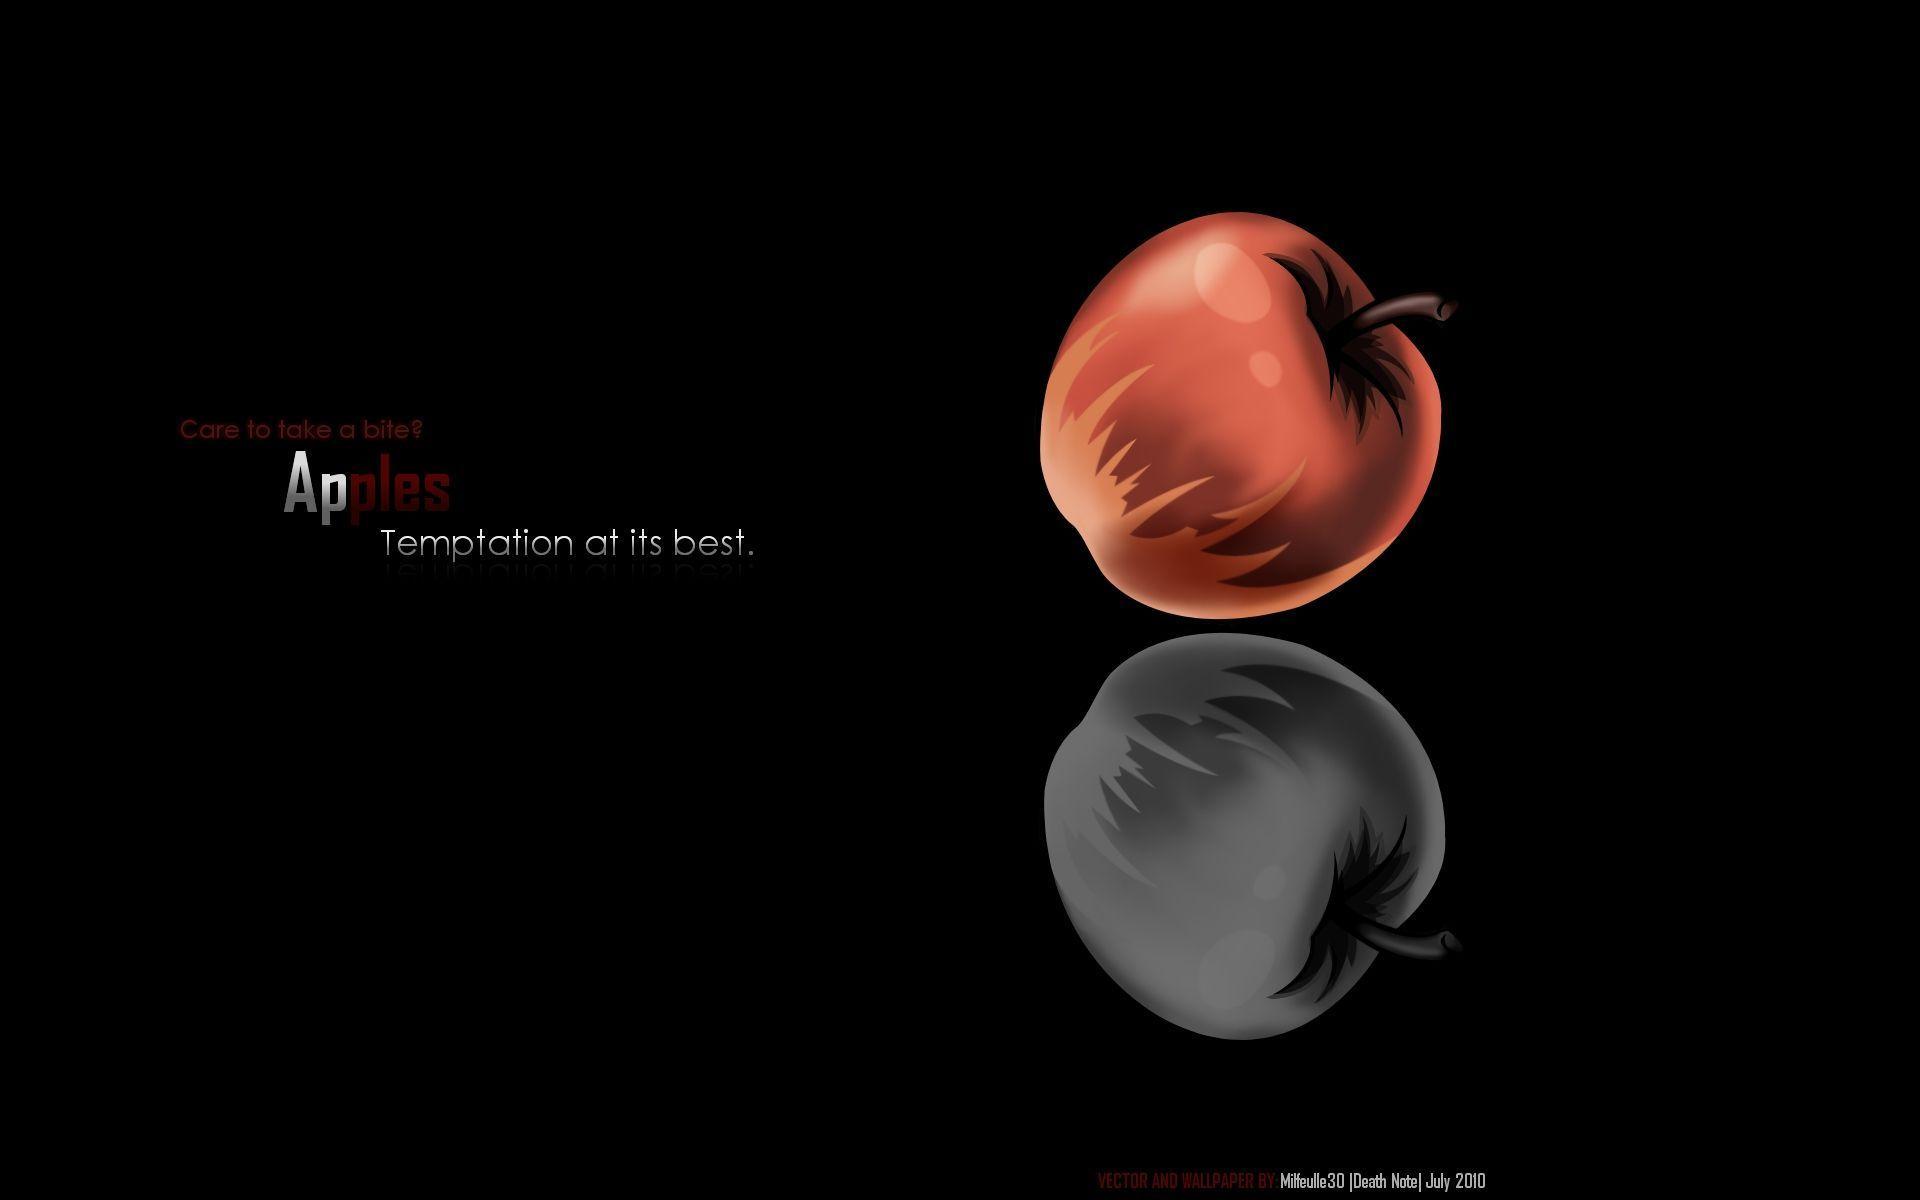 Care to take a bite?
Apples
Temptation at its best.
VECTOR AND WALLPAPER BY: Milfeulle30 |Death Note| July 2010